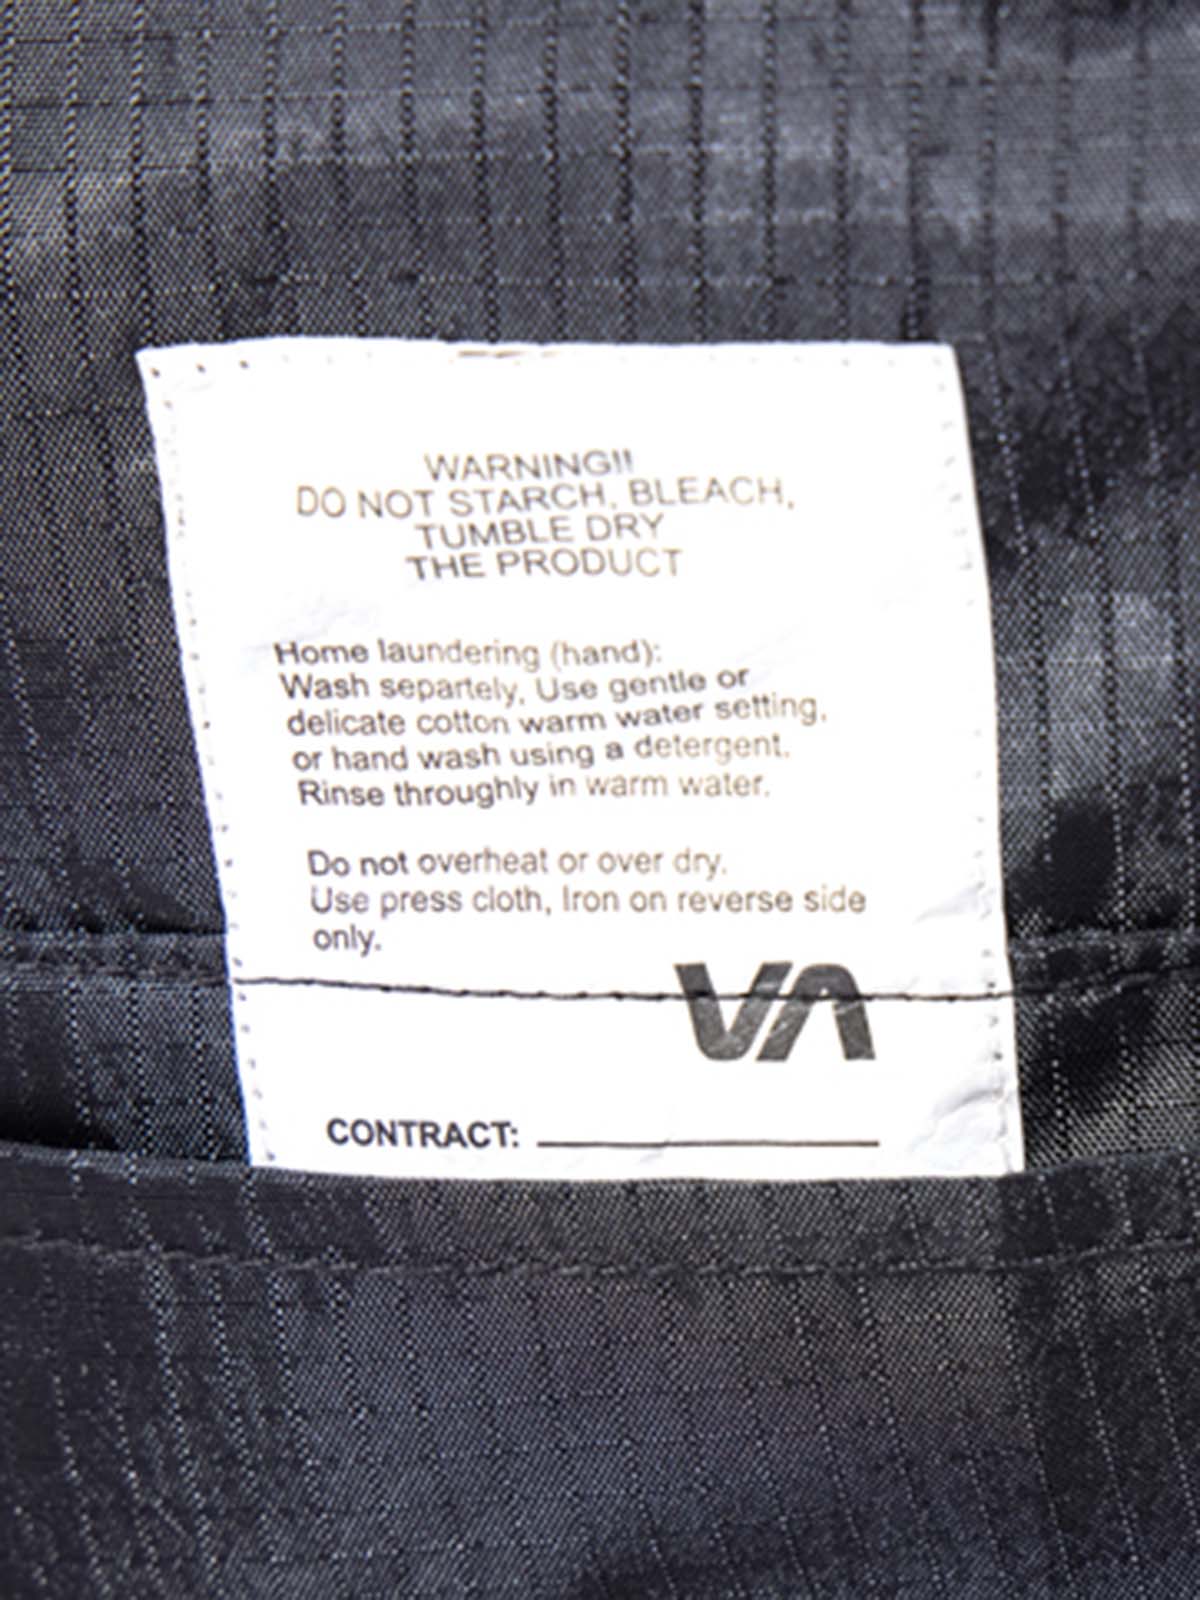 WARNING!!
DO NOT STARCH, BLEACH,
TUMBLE DRY
THE PRODUCT
Home laundering (hand):
Wash separtely, Use gentle or
delicate cotton warm water setting,
or hand wash using a detergent.
Rinse throughly in warm water.
Do not overheat or over dry.
Use press cloth, Iron on reverse side
only.
VA
CONTRACT: